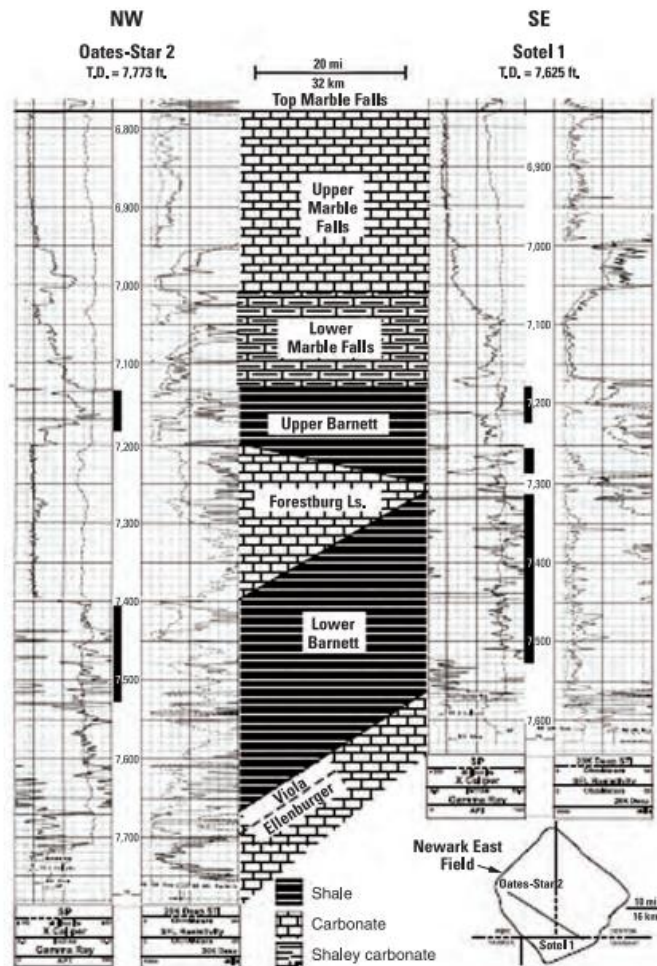 NW
SE
Oates-Star 2
Sotel 1
T.D. = 7,773 ft.
T.D. = 7,625 ft.
20 mi
32 km
Top Marble Falls
6,800
6,900
7,000
7,100
7,200
7,300
7,400
7,500
7,600
7,700
Upper
Marble
Falls
Lower
Marble Falls
Upper Barnett
Forestburg Ls.
Lower
Barnett
Viola
Ellenburger
6,900
7,000
7,100
7,200
7,300
7,400
7,500
7,600
SP
X Caliper
Gamma Ray
API
SFL Resistivity
SP
X Caliper
Gamma Ray
API
SFL Resistivity
Shale
Carbonate
Shaley carbonate
Newark East
Field
Oates-Star 2
Sotel 1
10 mi
16 km